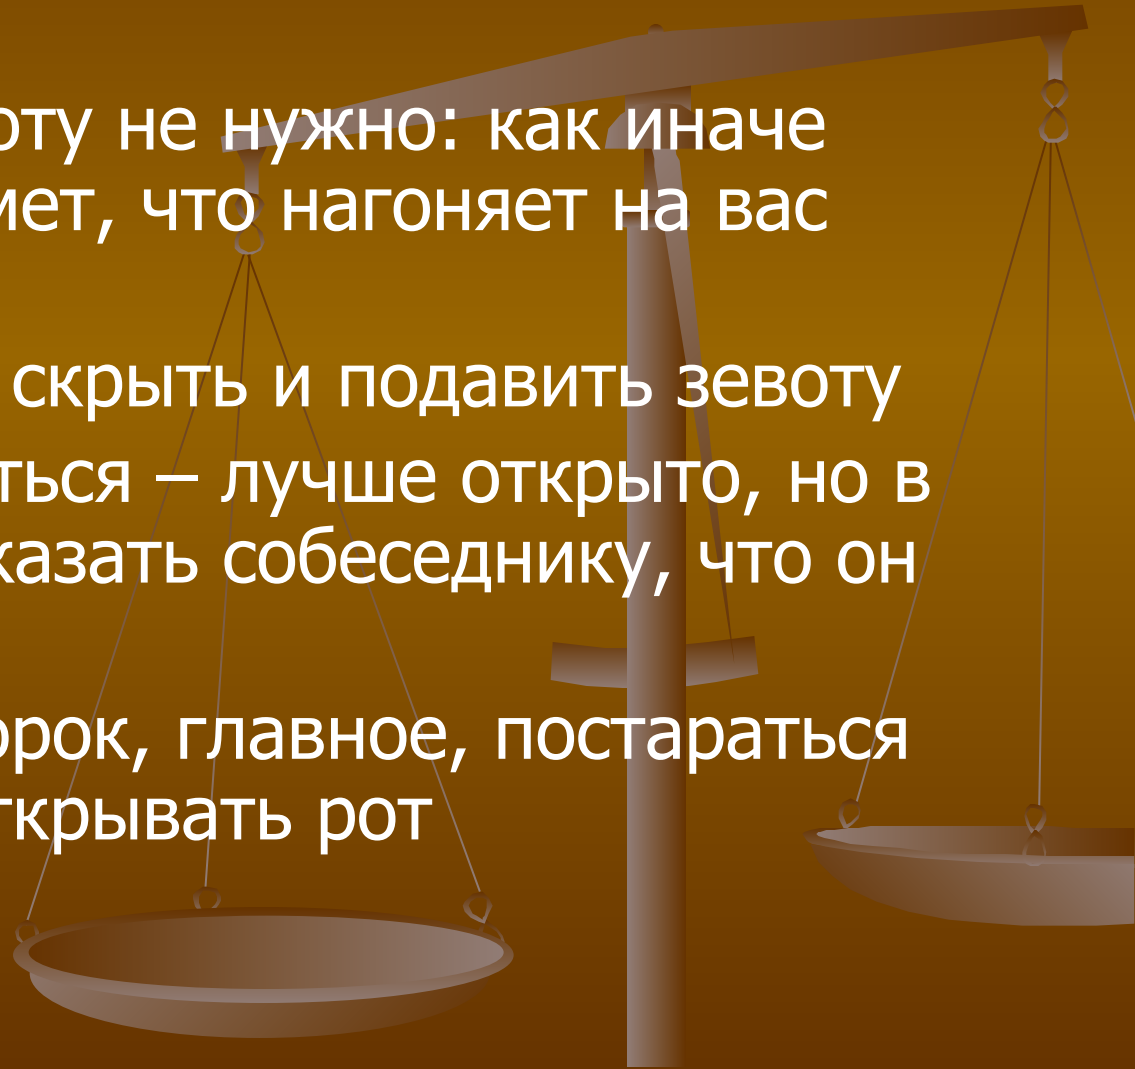 оту не нужно: как иначе
мет, что нагоняет на вас
скрыть и подавить зевоту
ться – лучше открыто, но в
казать собеседнику, что он
орок, главное, постараться
ткрывать рот